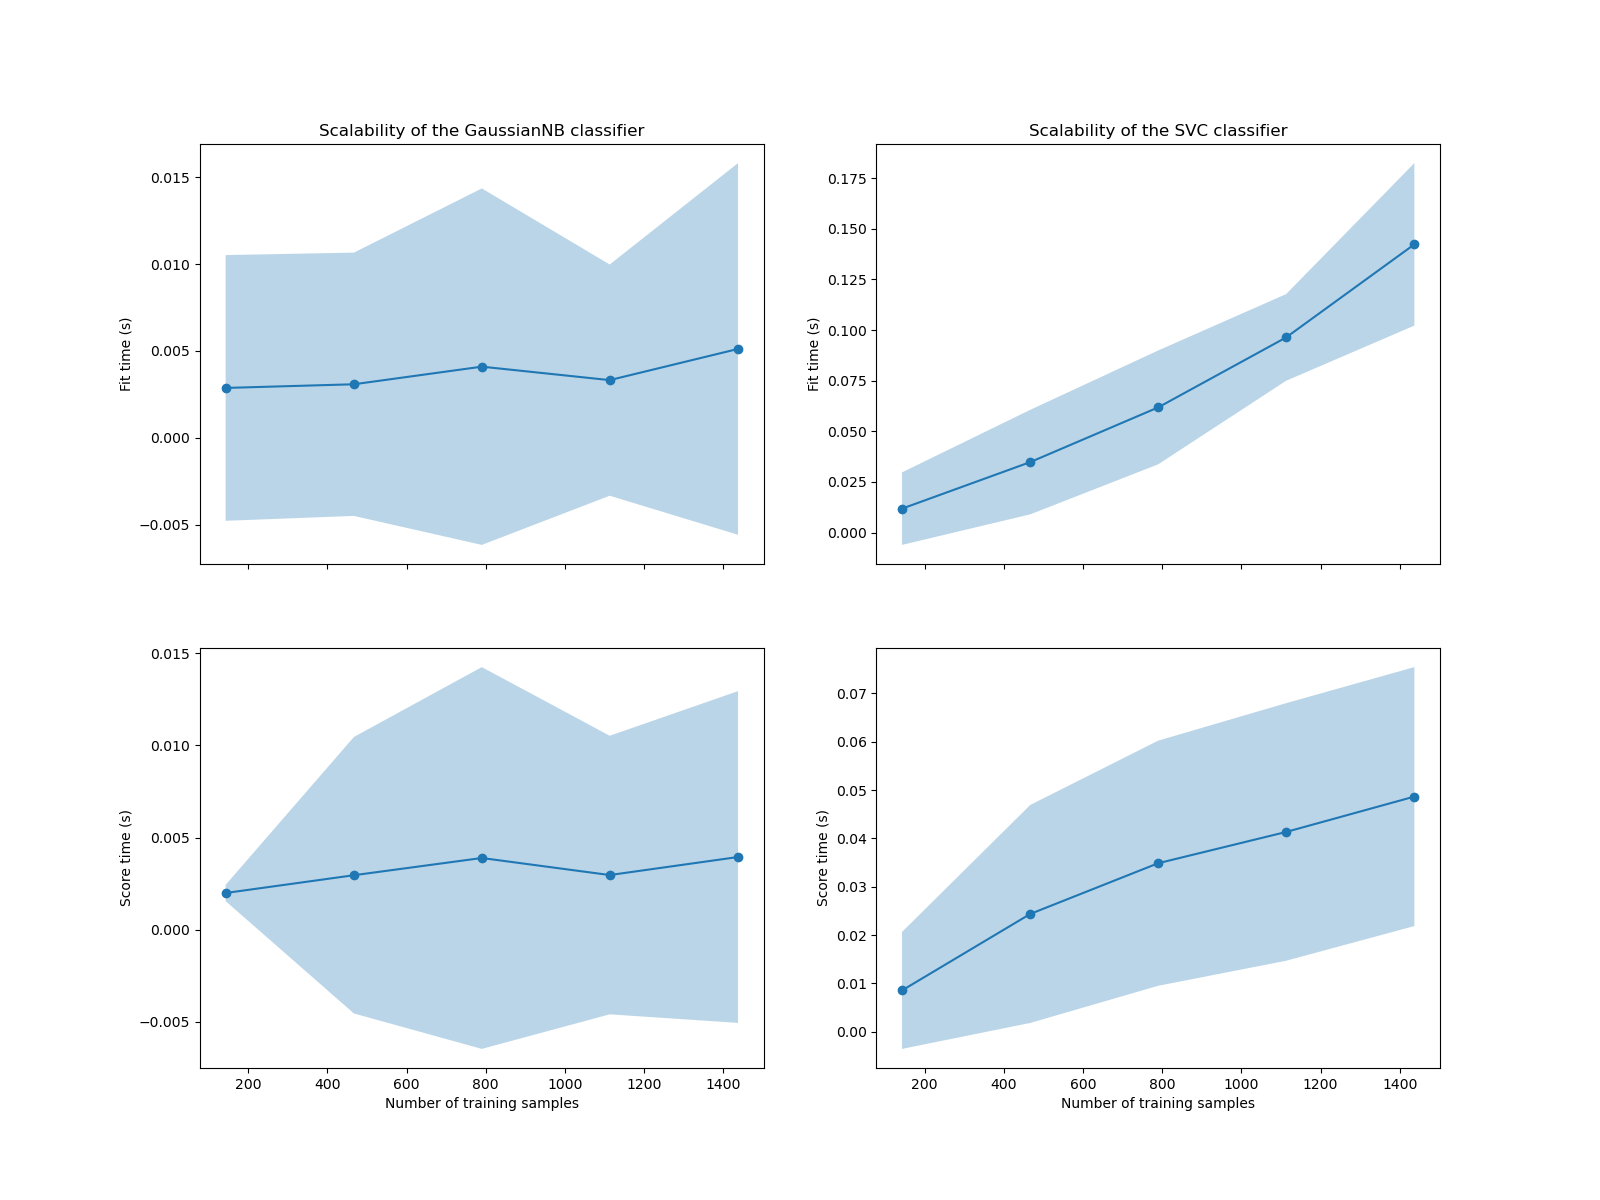 Scalability of the GaussianNB classifier
0.015
0.010
0.005
0.000
−0.005
Fit time (s)
Scalability of the SVC classifier
0.175
0.150
0.125
0.100
0.075
0.050
0.025
0.000
Fit time (s)
0.015
0.010
0.005
0.000
−0.005
Score time (s)
200 400 600 800 1000 1200 1400
Number of training samples
0.07
0.06
0.05
0.04
0.03
0.02
0.01
0.00
Score time (s)
200 400 600 800 1000 1200 1400
Number of training samples